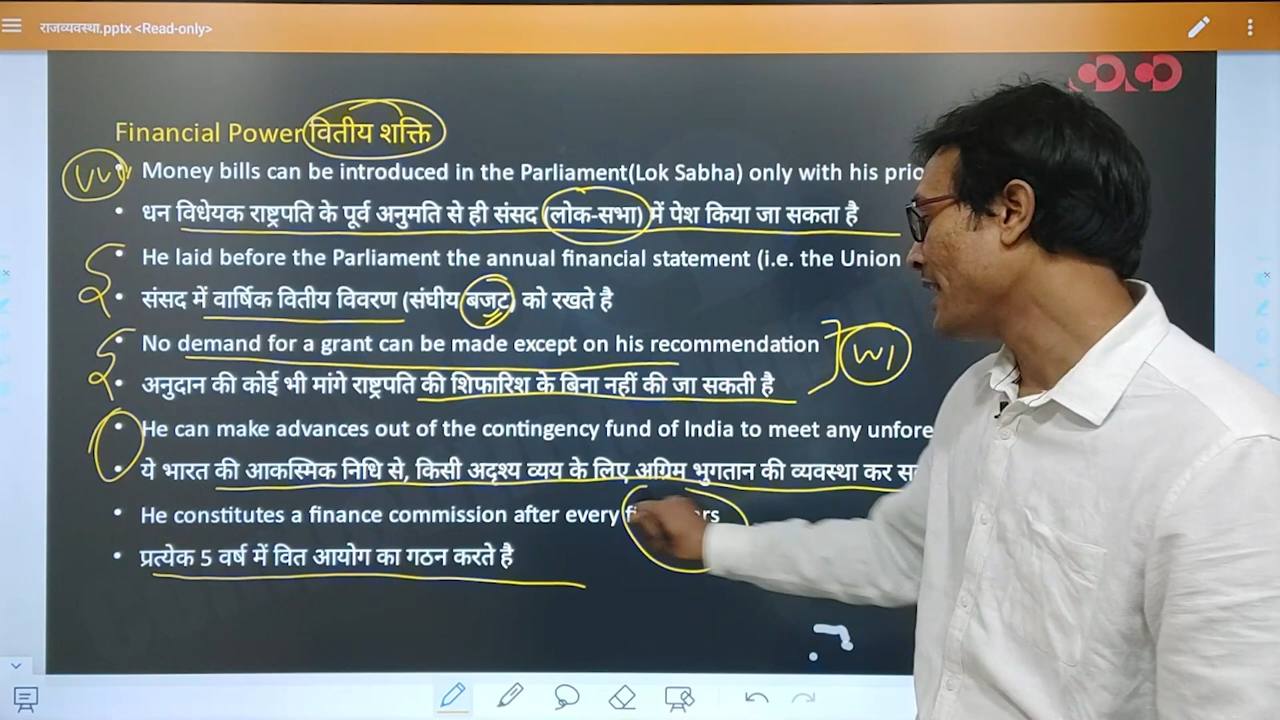 राजव्यवस्था.pptx <Read-only>
Financial Power वितीय शक्ति
Money bills can be introduced in the Parliament(Lok Sabha) only with his
धन विधेयक राष्ट्रपति के पूर्व अनुमति से ही संसद (लोक-सभा) में पेश किया जा सकता है
He laid before the Parliament the annual financial statement (i.e. the Union
संसद में वार्षिक वितीय विवरण (संघीय बजट) को रखते है
No demand for a grant can be made except on his recommendation
अनुदान की कोई भी मांगे राष्ट्रपति की शिफारिश के बिना नहीं की जा सकती है
He can make advances out of the contingency fund of India to meet any
ये भारत की आकस्मिक निधि से, किसी अदृश्य व्यय के लिए अग्रिम भुगतान की व्यवस्था कर
He constitutes a finance commission after every
प्रत्येक 5 वर्ष में वित आयोग का गठन करते है